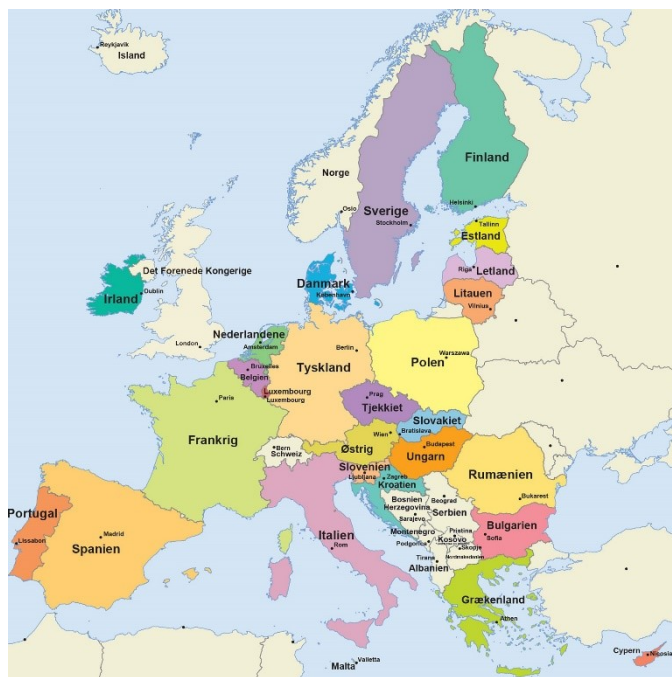 Reykjavik
Island
Norge
Oslo
Sverige
Stockholm
Finland
Helsinki
Tallinn
Estland
Riga
Letland
Litauen
Vilnius
Det Forenede Kongerige
Dublin
Irland
London
Danmark
København
Nederlandene
Amsterdam
Bruxelles
Belgien
Luxembourg
Luxembourg
Berlin
Tyskland
Warszawa
Polen
Paris
Frankrig
Prag
Tjekkiet
Slovakiet
Bratislava
Wien
Østrig
Budapest
Ungarn
Bern
Schweiz
Slovenien
Ljubljana
Zagreb
Kroatien
Rumænien
Bukarest
Bosnien
Hercegovina
Sarajevo
Beograd
Serbien
Montenegro
Podgorica
Pristina
Kosovo
Skopje
Bulgarien
Sofia
Tirana
Albanien
Italien
Rom
Portugal
Lissabon
Madrid
Spanien
Grækenland
Athen
Malta
Valletta
Cypern
Nicosia